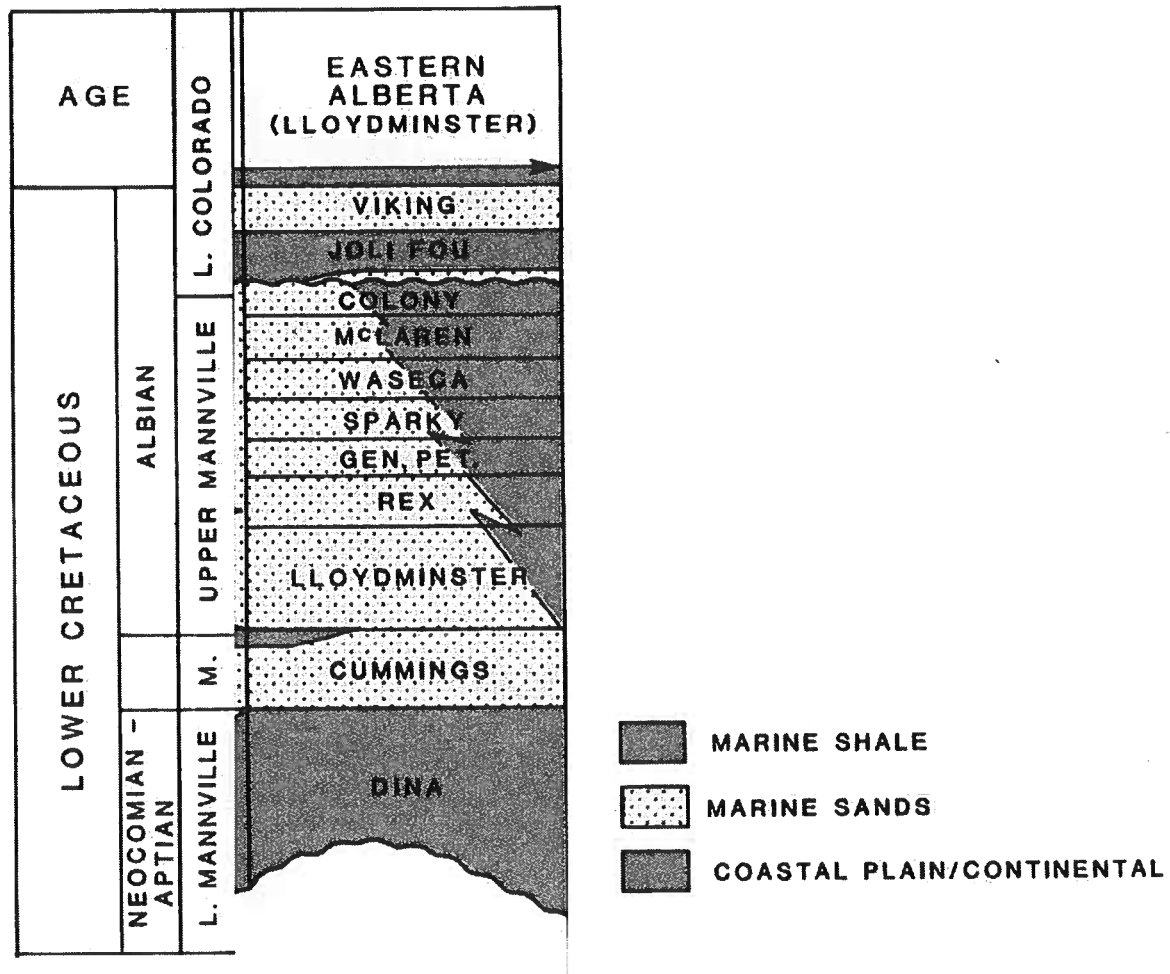 AGE
LOWER CRETACEOUS
ALBIAN
NEOCOMIAN -
APTIAN
L. COLORADO
UPPER MANNVILLE
M.
L. MANNVILLE
EASTERN
ALBERTA
(LLOYDMINSTER)
VIKING
JOLI FOU
COLONY
McLAREN
WASECA
SPARKY
GEN. PET.
REX
LLOYDMINSTER
CUMMINGS
DINA
MARINE SHALE
MARINE SANDS
COASTAL PLAIN/CONTINENTAL